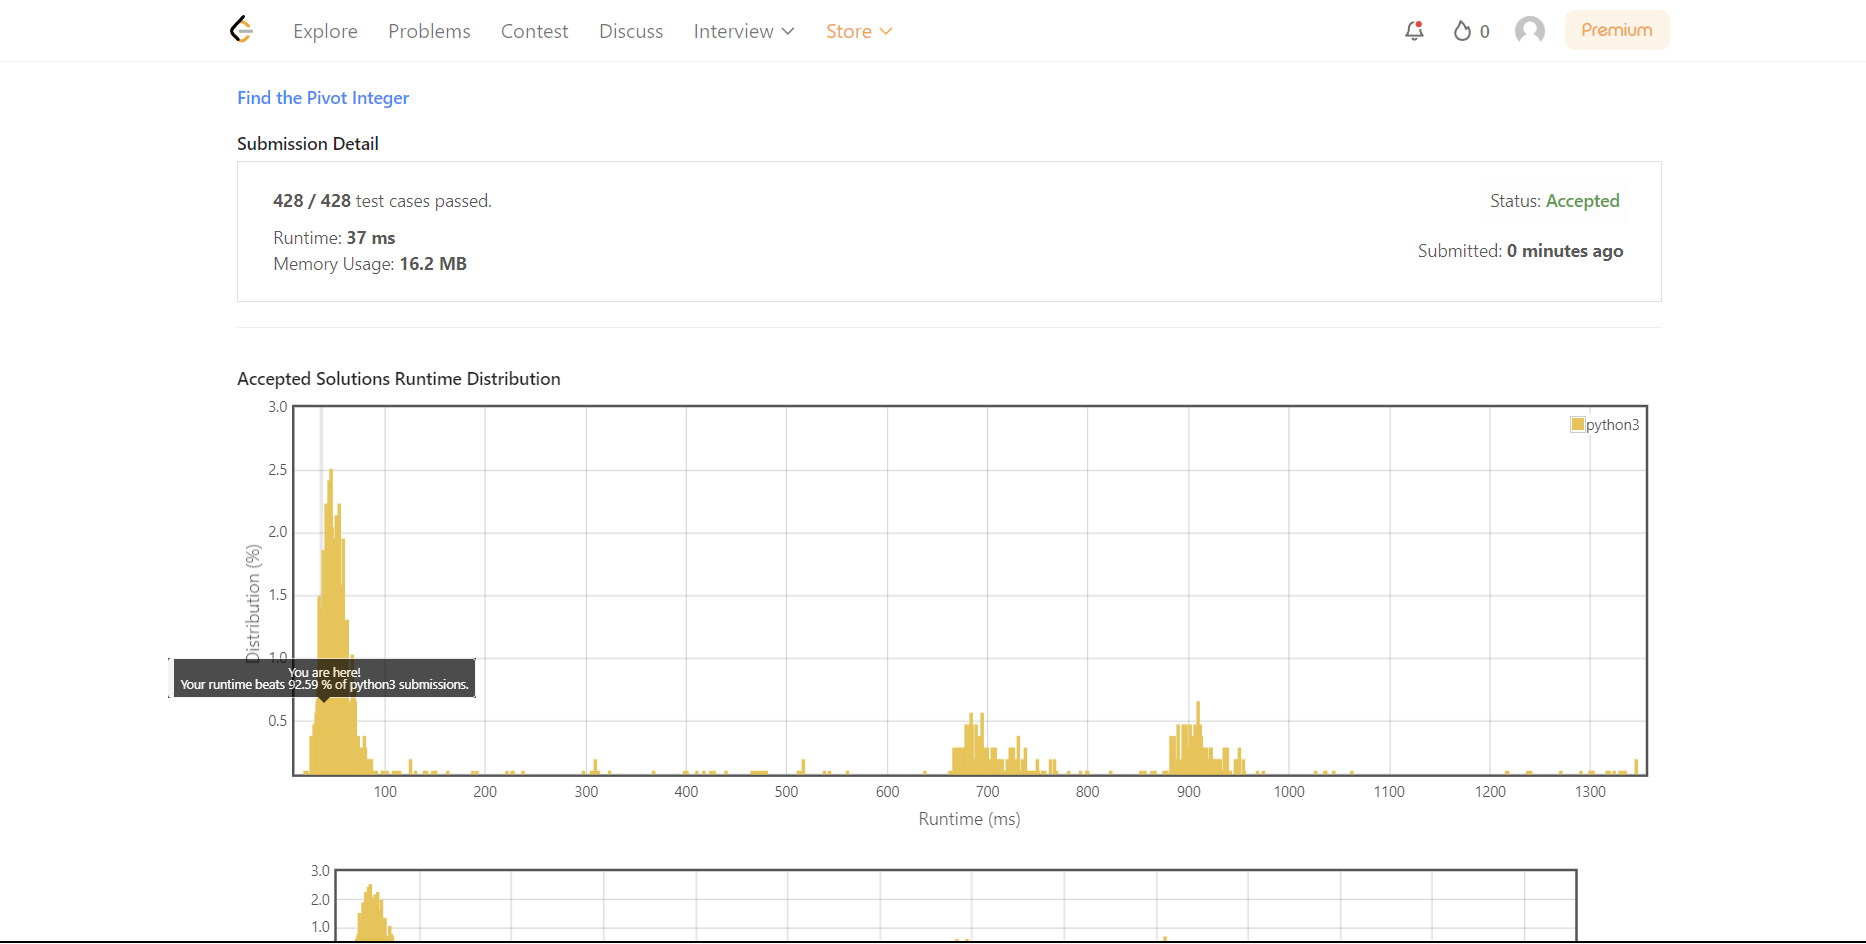 Explore Problems Contest Discuss Interview Store 0 Premium
Find the Pivot Integer
Submission Detail
428 / 428 test cases passed.
Status: Accepted
Runtime: 37 ms
Submitted: 0 minutes ago
Memory Usage: 16.2 MB
Accepted Solutions Runtime Distribution
3.0
python3
2.5
2.0
1.5
1.0
0.5
Distribution (%)
You are here!
Your runtime beats 92.59 % of python3 submissions.
100 200 300 400 500 600 700 800 900 1000 1100 1200 1300
Runtime (ms)
3.0
2.0
1.0